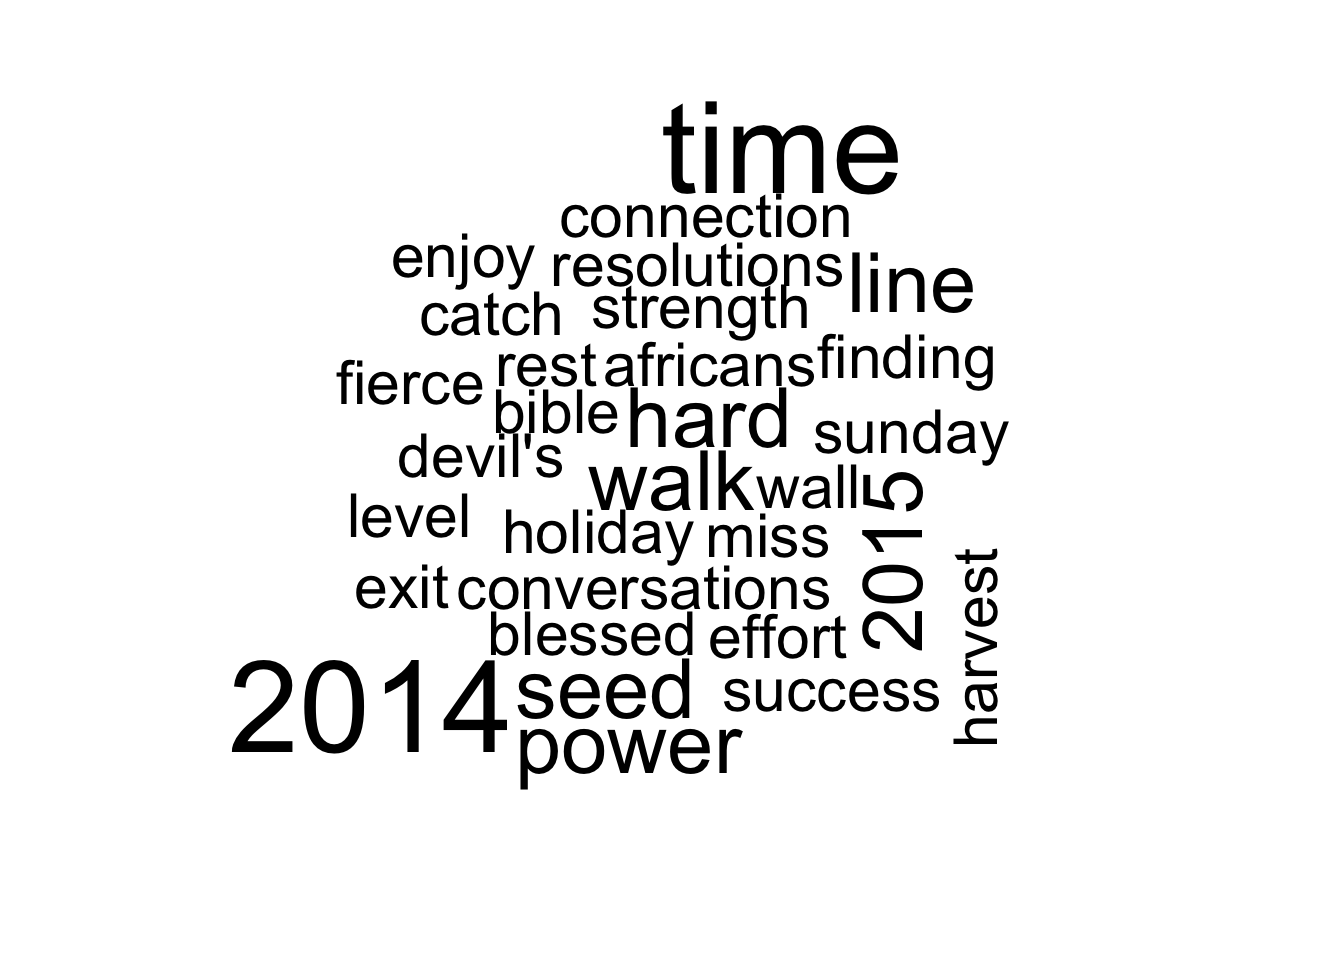 time
connection
enjoy resolutions line
catch strength
fierce rest africans finding
bible hard sunday
devil's walk wall 2015
level holiday miss
exit conversations harvest
blessed effort
2014 seed success
power